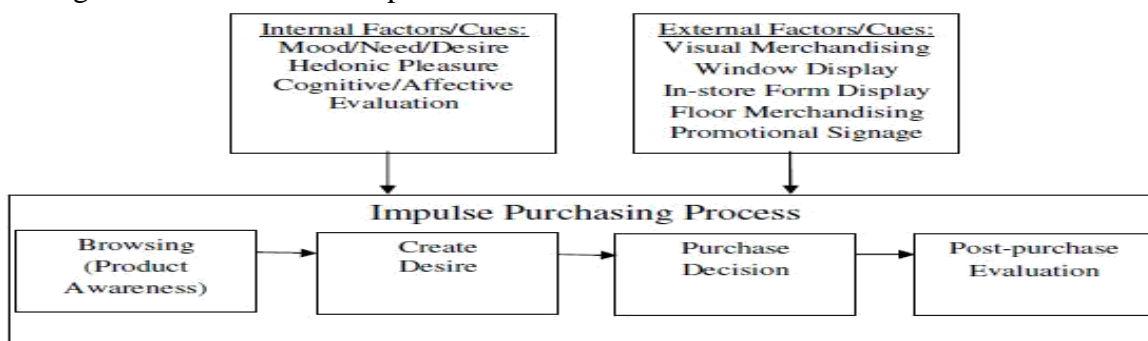 Internal Factors/Cues:
Mood/Need/Desire
Hedonic Pleasure
Cognitive/Affective
Evaluation
External Factors/Cues:
Visual Merchandising
Window Display
In-store Form Display
Floor Merchandising
Promotional Signage
Impulse Purchasing Process
Browsing
(Product
Awareness)
Create
Desire
Purchase
Decision
Post-purchase
Evaluation